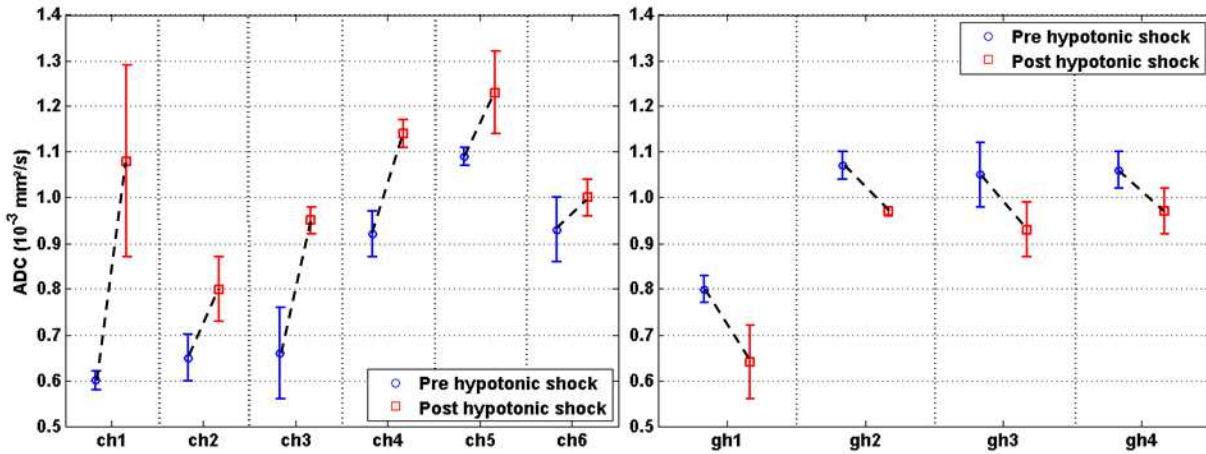 1.4
1.3
1.2
1.1
1.0
0.9
0.8
0.7
0.6
0.5
ADC (10⁻³ mm²/s)
Pre hypotonic shock
Post hypotonic shock
ch1 ch2 ch3 ch4 ch5 ch6
1.4
1.3
1.2
1.1
1.0
0.9
0.8
0.7
0.6
0.5
Pre hypotonic shock
Post hypotonic shock
gh1 gh2 gh3 gh4